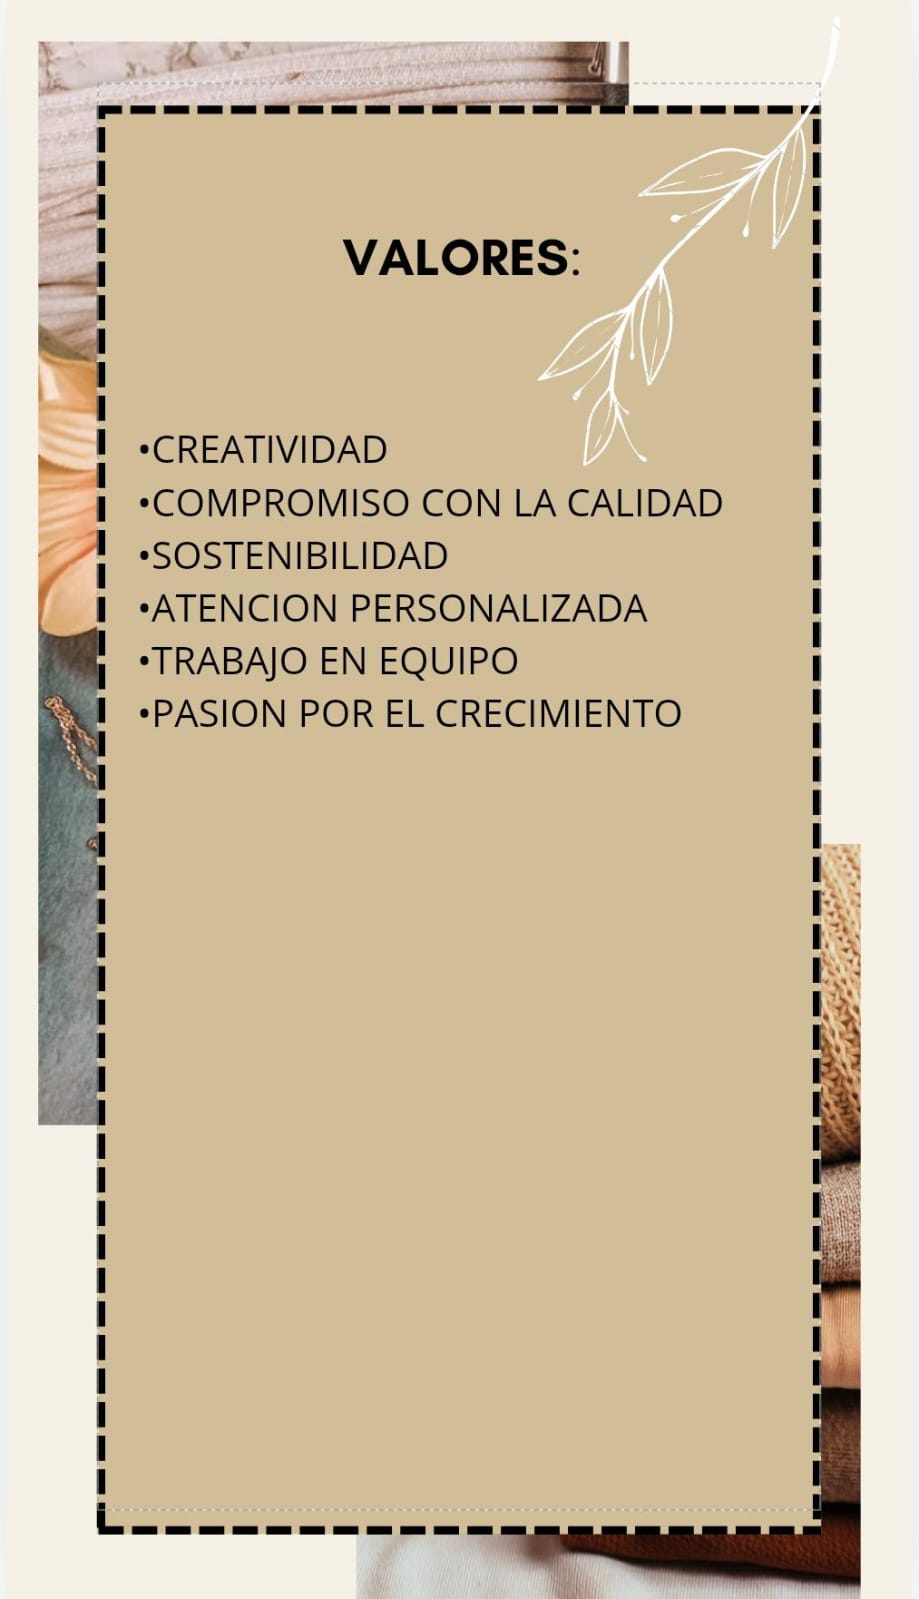 VALORES:
•CREATIVIDAD
•COMPROMISO CON LA CALIDAD
•SOSTENIBILIDAD
•ATENCION PERSONALIZADA
•TRABAJO EN EQUIPO
•PASION POR EL CRECIMIENTO